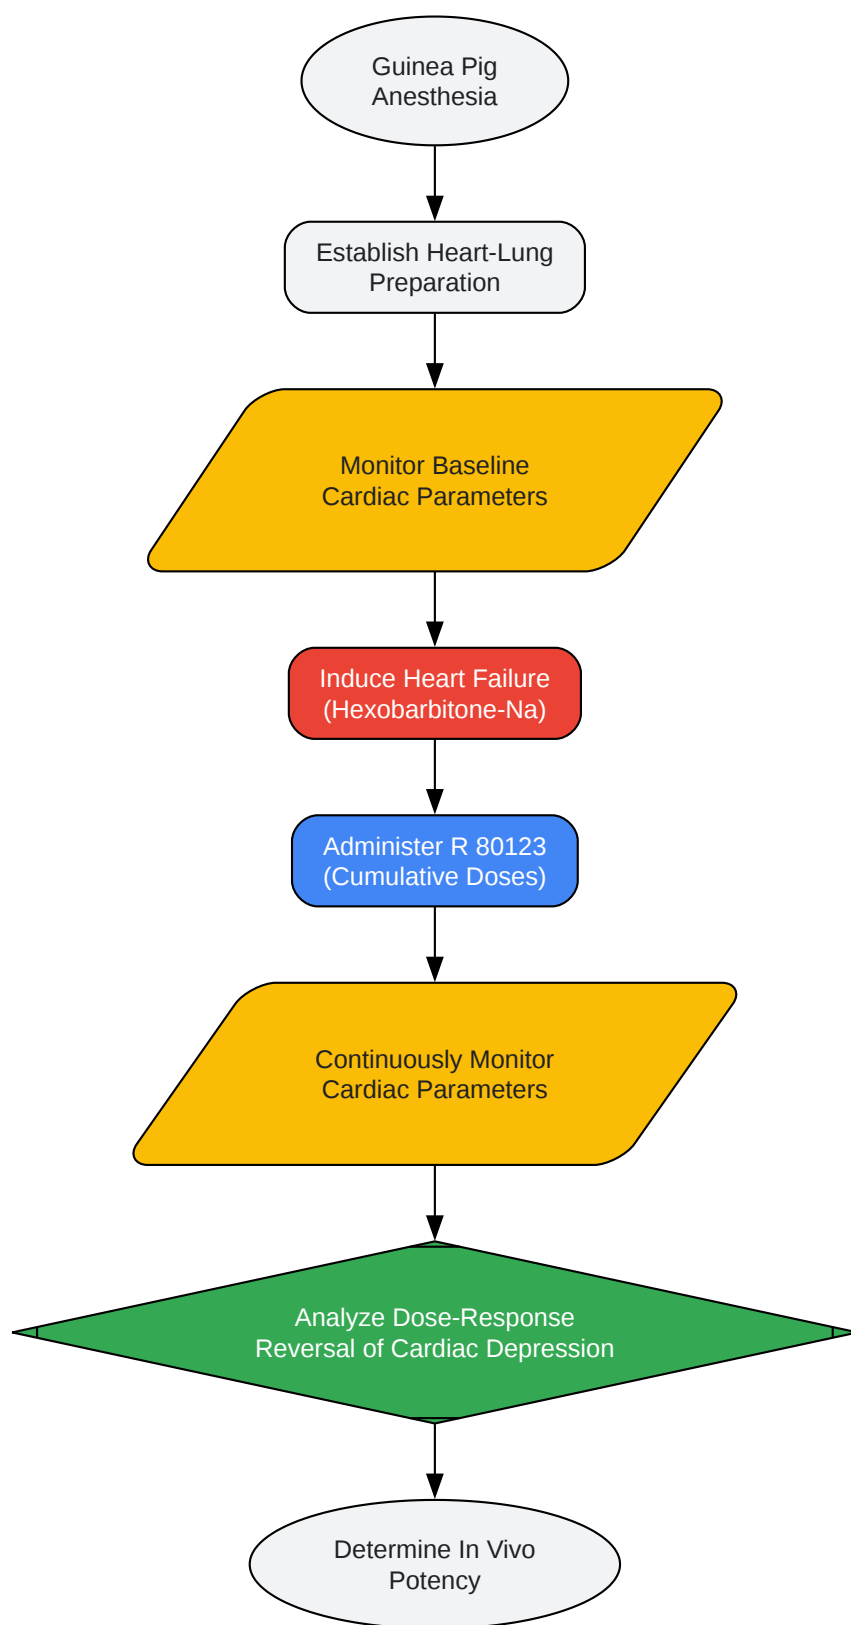 Guinea Pig
Anesthesia
Establish Heart-Lung
Preparation
Monitor Baseline
Cardiac Parameters
Induce Heart Failure
(Hexobarbitone-Na)
Administer R 80123
(Cumulative Doses)
Continuously Monitor
Cardiac Parameters
Analyze Dose-Response
Reversal of Cardiac Depression
Determine In Vivo
Potency